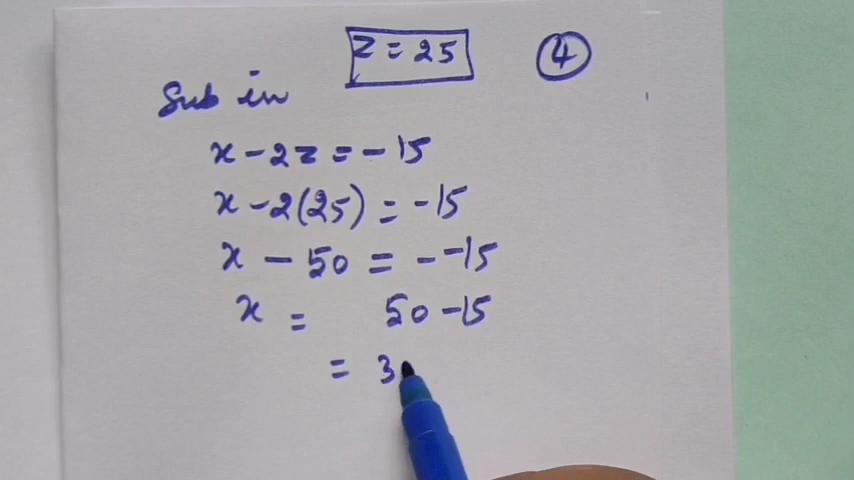 z = 25 ④
Sub in
x - 2z = - 15
x - 2(25) = -15
x - 50 = - -15
x = 50 -15
= 3